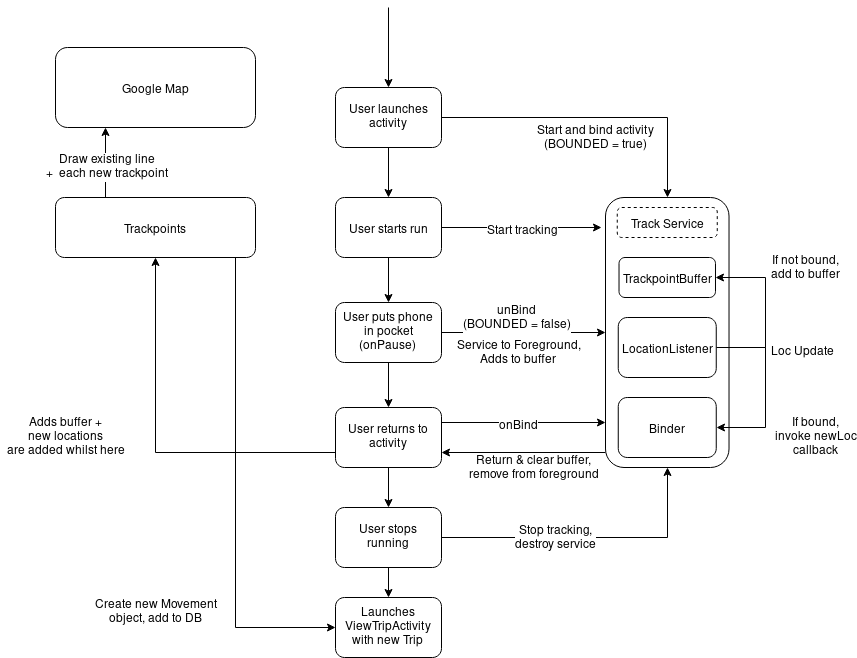 Google Map
User launches
activity
Start and bind activity
(BOUNDED = true)
Draw existing line
+ each new trackpoint
Trackpoints
User starts run
Start tracking
Track Service
TrackpointBuffer
If not bound,
add to buffer
User puts phone
in pocket
(onPause)
unBind
(BOUNDED = false)
Service to Foreground,
Adds to buffer
LocationListener
Loc Update
Adds buffer +
new locations
are added whilst here
User returns to
activity
onBind
Binder
If bound,
invoke newLoc
callback
Return & clear buffer,
remove from foreground
User stops
running
Stop tracking,
destroy service
Create new Movement
object, add to DB
Launches
ViewTripActivity
with new Trip